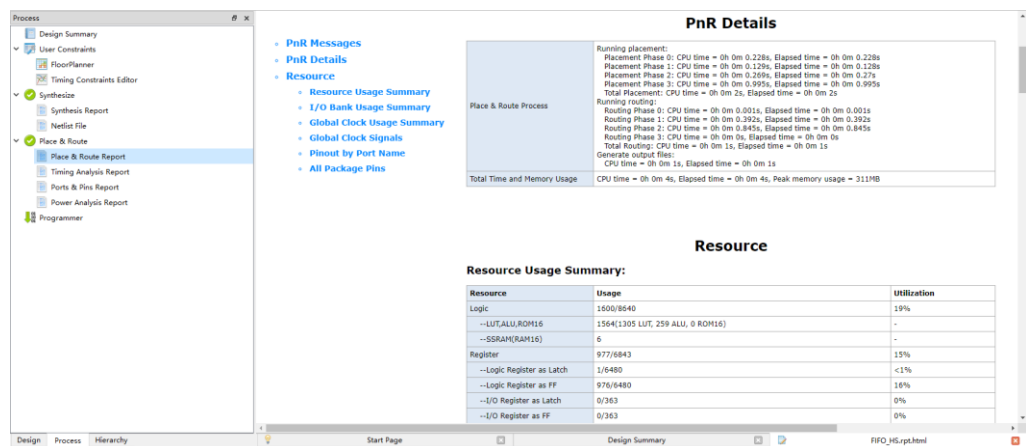 Process
Design Summary
User Constraints
FloorPlanner
Timing Constraints Editor
Synthesize
Synthesis Report
Netlist File
Place & Route
Place & Route Report
Timing Analysis Report
Ports & Pins Report
Power Analysis Report
Programmer
Design Process Hierarchy
PnR Messages
PnR Details
Resource
Resource Usage Summary
I/O Bank Usage Summary
Global Clock Usage Summary
Global Clock Signals
Pinout by Port Name
All Package Pins
PnR Details
Place & Route Process
Running placement:
Placement Phase 0: CPU time = 0h 0m 0.228s, Elapsed time = 0h 0m 0.228s
Placement Phase 1: CPU time = 0h 0m 0.129s, Elapsed time = 0h 0m 0.128s
Placement Phase 2: CPU time = 0h 0m 0.269s, Elapsed time = 0h 0m 0.27s
Placement Phase 3: CPU time = 0h 0m 0.995s, Elapsed time = 0h 0m 0.995s
Total Placement: CPU time = 0h 0m 2s, Elapsed time = 0h 0m 2s
Running routing:
Routing Phase 0: CPU time = 0h 0m 0.001s, Elapsed time = 0h 0m 0.001s
Routing Phase 1: CPU time = 0h 0m 0.392s, Elapsed time = 0h 0m 0.392s
Routing Phase 2: CPU time = 0h 0m 0.845s, Elapsed time = 0h 0m 0.845s
Routing Phase 3: CPU time = 0h 0m 0s, Elapsed time = 0h 0m 0s
Total Routing: CPU time = 0h 0m 1s, Elapsed time = 0h 0m 1s
Generate output files:
CPU time = 0h 0m 1s, Elapsed time = 0h 0m 1s
Total Time and Memory Usage CPU time = 0h 0m 4s, Elapsed time = 0h 0m 4s, Peak memory usage = 311MB
Resource
Resource Usage Summary:
Resource Usage Utilization
Logic 1600/8640 19%
--LUT,ALU,ROM16 1564(1305 LUT, 259 ALU, 0 ROM16) -
--SSRAM(RAM16) 6 -
Register 977/6843 15%
--Logic Register as Latch 1/6480 <1%
--Logic Register as FF 976/6480 16%
--I/O Register as Latch 0/363 0%
--I/O Register as FF 0/363 0%
Start Page Design Summary FIFO_HS.rpt.html